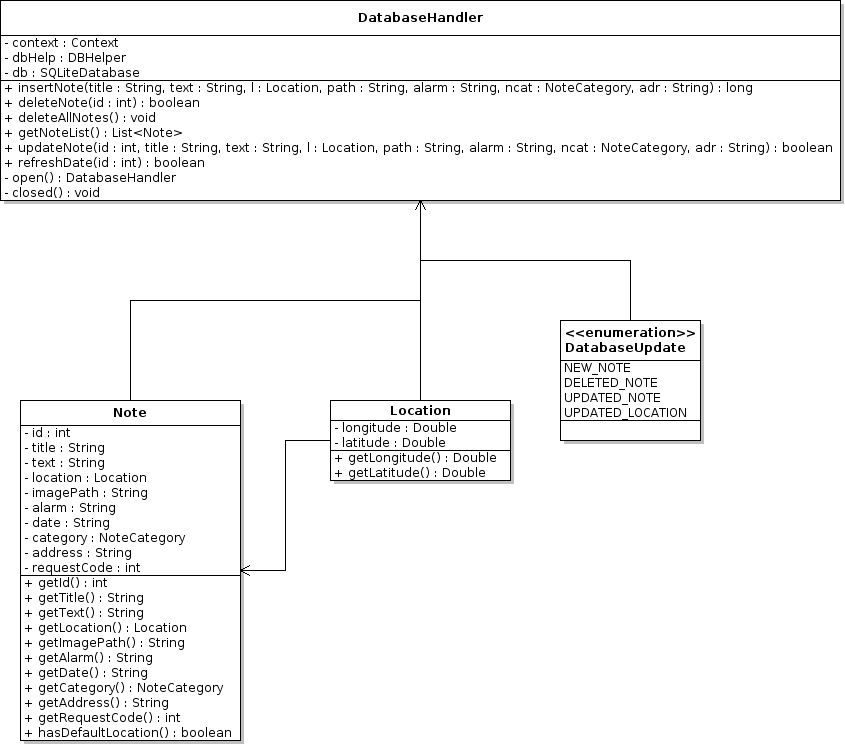 DatabaseHandler
- context : Context
- dbHelp : DBHelper
- db : SQLiteDatabase
+ insertNote(title : String, text : String, l : Location, path : String, alarm : String, ncat : NoteCategory, adr : String) : long
+ deleteNote(id : int) : boolean
+ deleteAllNotes() : void
+ getNoteList() : List<Note>
+ updateNote(id : int, title : String, text : String, l : Location, path : String, alarm : String, ncat : NoteCategory, adr : String) : boolean
+ refreshDate(id : int) : boolean
- open() : DatabaseHandler
- closed() : void
<<enumeration>>
DatabaseUpdate
NEW_NOTE
DELETED_NOTE
UPDATED_NOTE
UPDATED_LOCATION
Note
- id : int
- title : String
- text : String
- location : Location
- imagePath : String
- alarm : String
- date : String
- category : NoteCategory
- address : String
- requestCode : int
+ getId() : int
+ getTitle() : String
+ getText() : String
+ getLocation() : Location
+ getImagePath() : String
+ getAlarm() : String
+ getDate() : String
+ getCategory() : NoteCategory
+ getAddress() : String
+ getRequestCode() : int
+ hasDefaultLocation() : boolean
Location
- longitude : Double
- latitude : Double
+ getLongitude() : Double
+ getLatitude() : Double